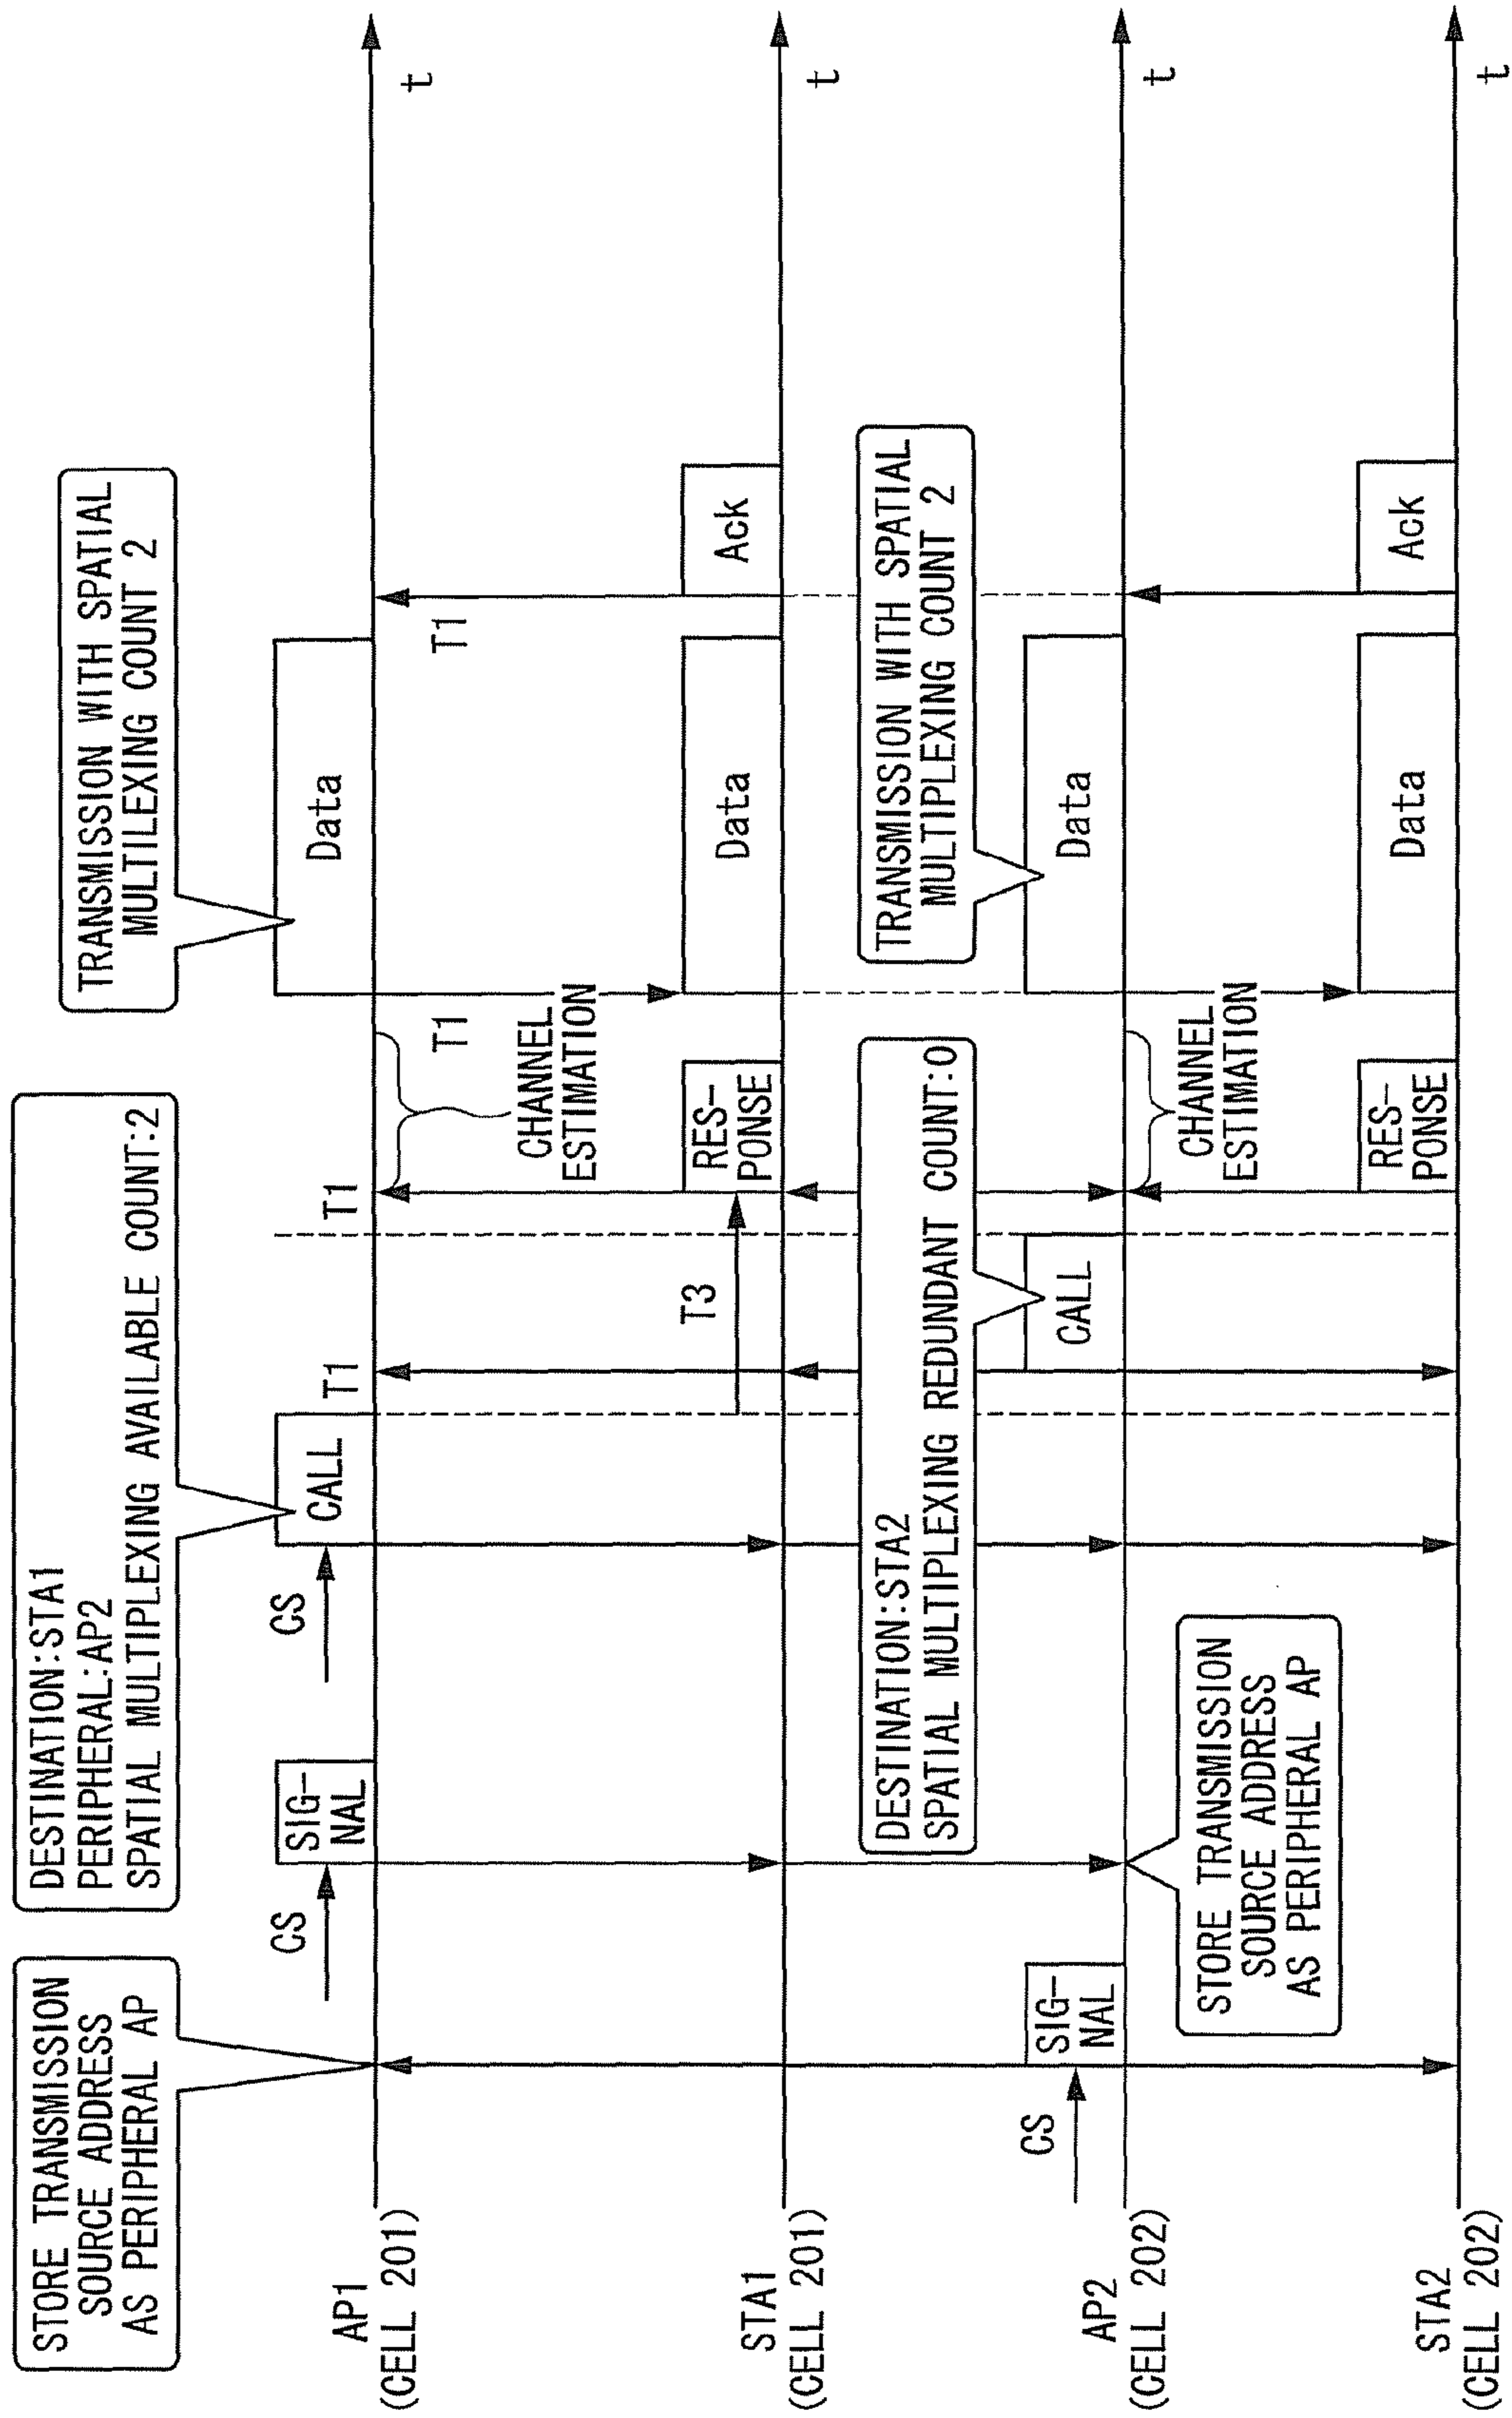 STORE TRANSMISSION
SOURCE ADDRESS
AS PERIPHERAL AP
DESTINATION:STA1
PERIPHERAL:AP2
SPATIAL MULTIPLEXING AVAILABLE COUNT:2
TRANSMISSION WITH SPATIAL
MULTILEXING COUNT 2
AP1
(CELL 201)
CS
SIG-
NAL
CS
CALL
T1
T1
T1
Data
T1
t
CHANNEL
ESTIMATION
STA1
(CELL 201)
T3
RES-
PONSE
Data
Ack
t
DESTINATION:STA2
SPATIAL MULTIPLEXING REDUNDANT COUNT:0
TRANSMISSION WITH SPATIAL
MULTIPLEXING COUNT 2
AP2
(CELL 202)
CS
SIG-
NAL
CALL
Data
t
STORE TRANSMISSION
SOURCE ADDRESS
AS PERIPHERAL AP
CHANNEL
ESTIMATION
STA2
(CELL 202)
RES-
PONSE
Data
Ack
t